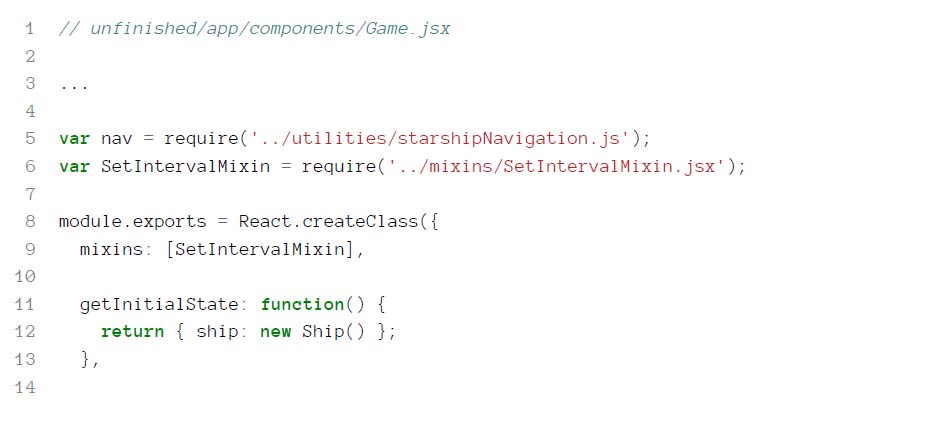 1 // unfinished/app/components/Game.jsx
2
3 ...
4
5 var nav = require('../utilities/starshipNavigation.js');
6 var SetIntervalMixin = require('../mixins/SetIntervalMixin.jsx');
7
8 module.exports = React.createClass({
9   mixins: [SetIntervalMixin],
10
11   getInitialState: function() {
12     return { ship: new Ship() };
13   },
14